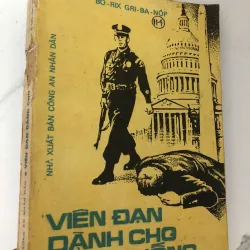 BÔ-RIX GRI-BA-NỐP
NHÀ XUẤT BẢN CÔNG AN NHÂN DÂN
VIÊN ĐẠN
DÀNH CHO